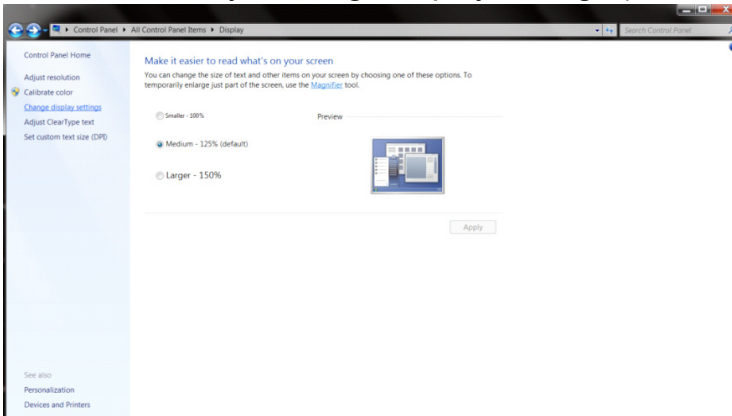 Control Panel ▸ All Control Panel Items ▸ Display
Search Control Panel
Control Panel Home
Adjust resolution
Calibrate color
Change display settings
Adjust ClearType text
Set custom text size (DPI)
Make it easier to read what's on your screen
You can change the size of text and other items on your screen by choosing one of these options. To
temporarily enlarge just part of the screen, use the Magnifier tool.
Smaller - 100%
Preview
Medium - 125% (default)
Larger - 150%
Apply
See also
Personalization
Devices and Printers